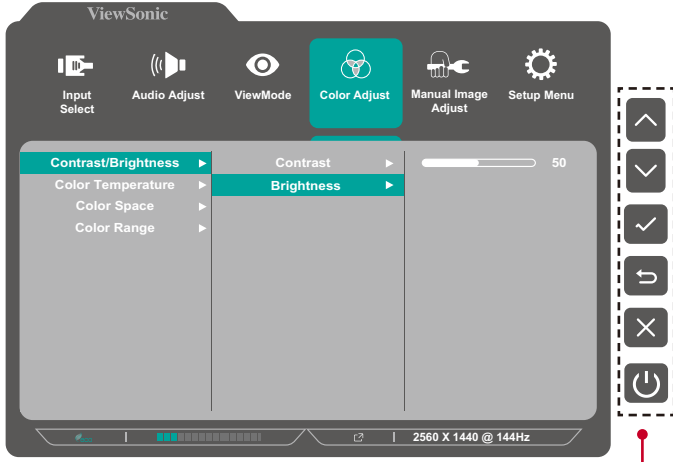 ViewSonic
Input Select
Audio Adjust
ViewMode
Color Adjust
Manual Image Adjust
Setup Menu
Contrast/Brightness
Contrast
50
Color Temperature
Brightness
Color Space
Color Range
2560 X 1440 @ 144Hz